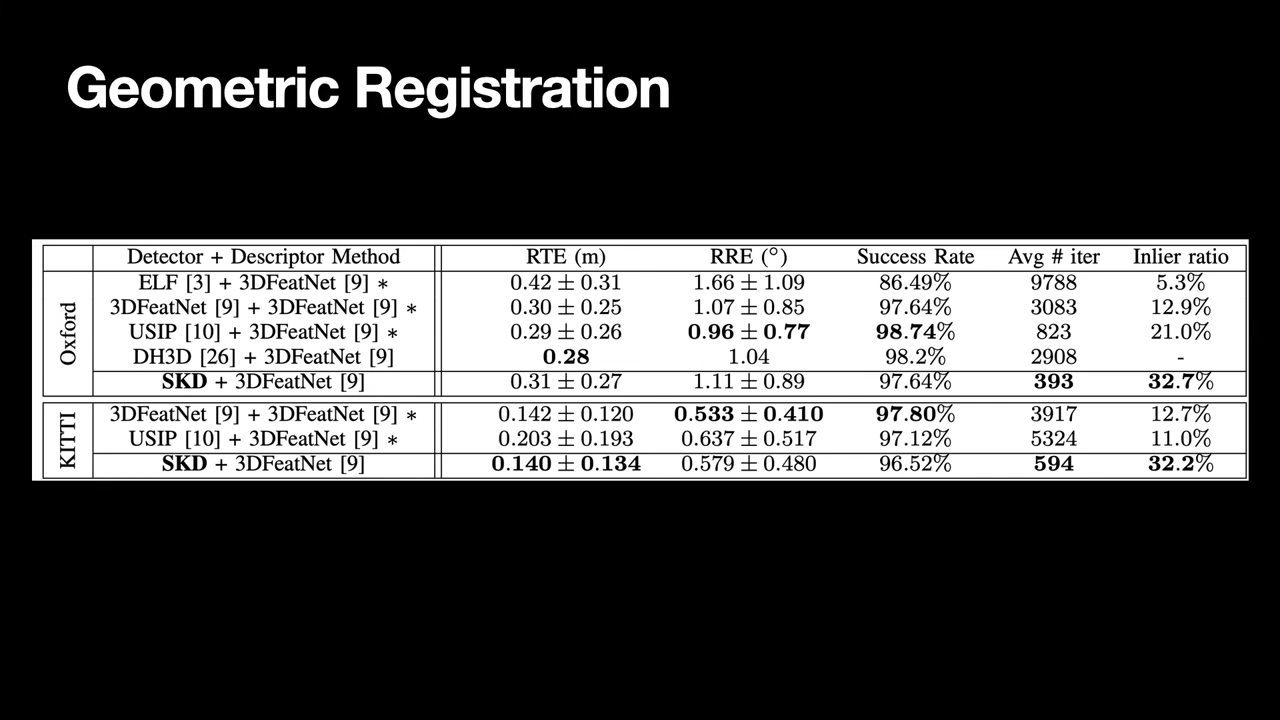 Geometric Registration
Detector + Descriptor Method RTE (m) RRE (°) Success Rate Avg # iter Inlier ratio
Oxford
ELF [3] + 3DFeatNet [9] ∗ 0.42 ± 0.31 1.66 ± 1.09 86.49% 9788 5.3%
3DFeatNet [9] + 3DFeatNet [9] ∗ 0.30 ± 0.25 1.07 ± 0.85 97.64% 3083 12.9%
USIP [10] + 3DFeatNet [9] ∗ 0.29 ± 0.26 0.96 ± 0.77 98.74% 823 21.0%
DH3D [26] + 3DFeatNet [9] 0.28 1.04 98.2% 2908 -
SKD + 3DFeatNet [9] 0.31 ± 0.27 1.11 ± 0.89 97.64% 393 32.7%
KITTI
3DFeatNet [9] + 3DFeatNet [9] ∗ 0.142 ± 0.120 0.533 ± 0.410 97.80% 3917 12.7%
USIP [10] + 3DFeatNet [9] ∗ 0.203 ± 0.193 0.637 ± 0.517 97.12% 5324 11.0%
SKD + 3DFeatNet [9] 0.140 ± 0.134 0.579 ± 0.480 96.52% 594 32.2%